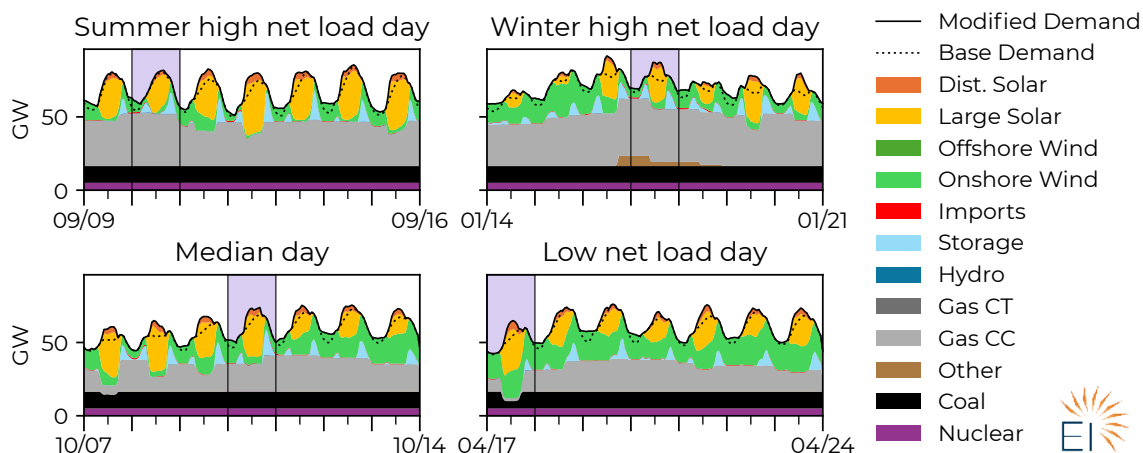 Summer high net load day
Winter high net load day
GW
50
0
09/09
09/16
01/14
01/21
Median day
Low net load day
GW
50
0
10/07
10/14
04/17
04/24
Modified Demand
Base Demand
Dist. Solar
Large Solar
Offshore Wind
Onshore Wind
Imports
Storage
Hydro
Gas CT
Gas CC
Other
Coal
Nuclear
EI